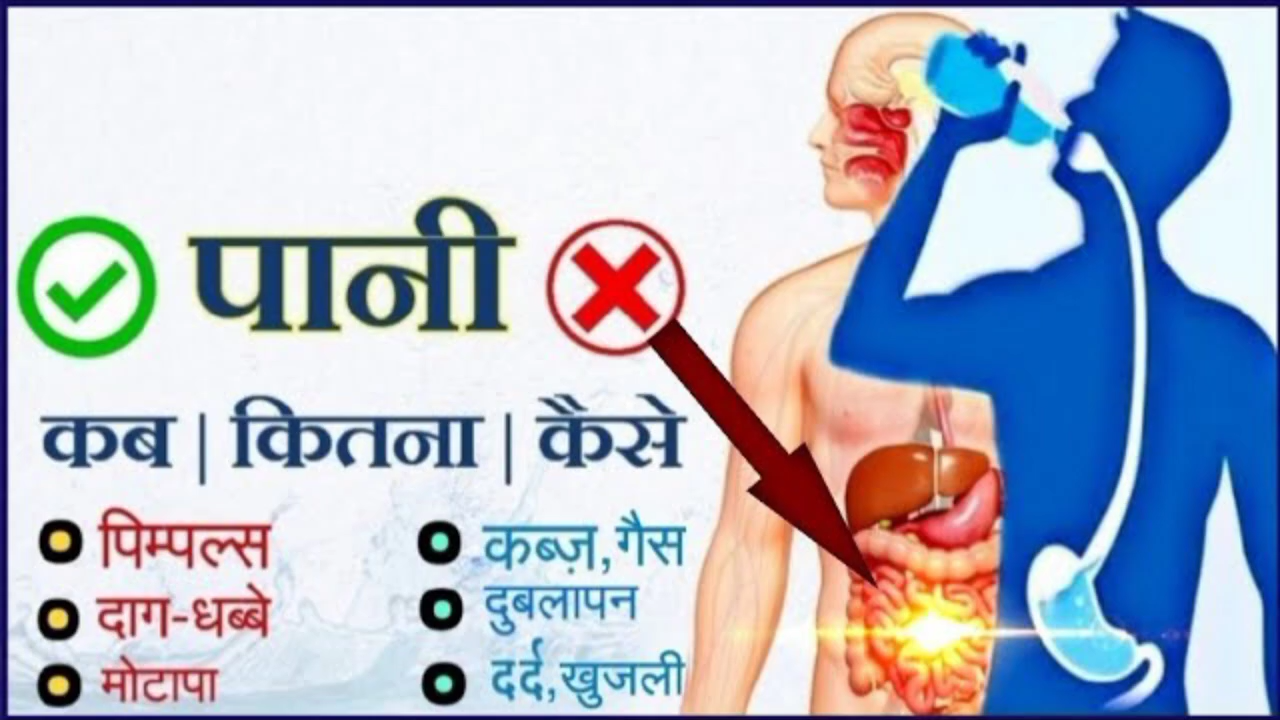 पानी
कब | कितना | कैसे
पिम्पल्स
दाग-धब्बे
मोटापा
कब्ज़,गैस
दुबलापन
दर्द,खुजली